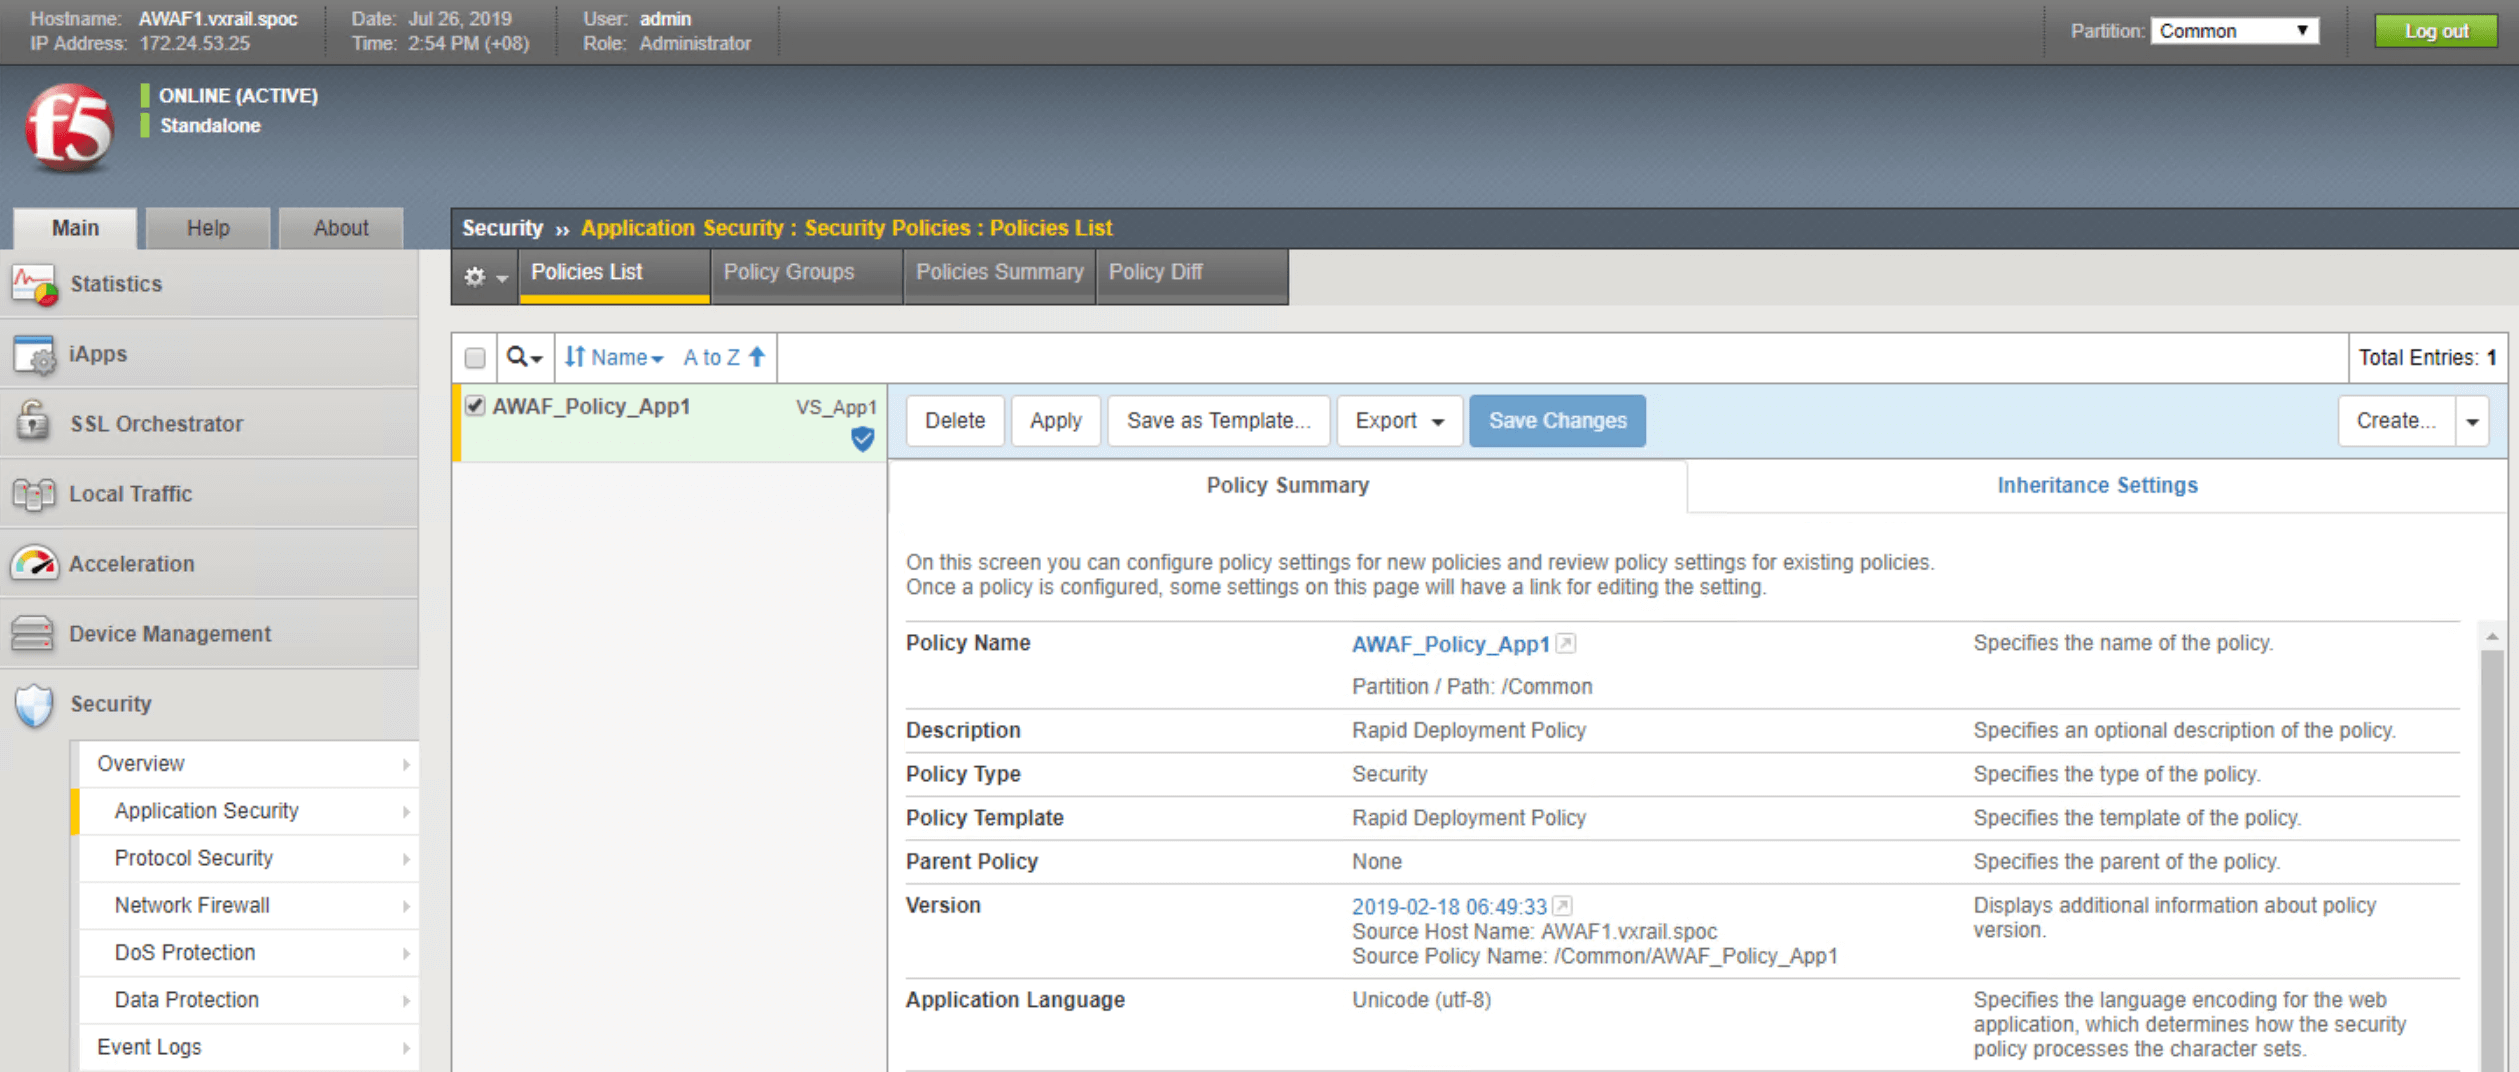 Hostname: AWAF1.vxrail.spoc
IP Address: 172.24.53.25
Date: Jul 26, 2019
Time: 2:54 PM (+08)
User: admin
Role: Administrator
Partition: Common
Log out
f5
ONLINE (ACTIVE)
Standalone
Main
Help
About
Statistics
iApps
SSL Orchestrator
Local Traffic
Acceleration
Device Management
Security
Overview
Application Security
Protocol Security
Network Firewall
DoS Protection
Data Protection
Event Logs
Security ›› Application Security : Security Policies : Policies List
Policies List
Policy Groups
Policies Summary
Policy Diff
Name
A to Z
Total Entries: 1
AWAF_Policy_App1
VS_App1
Delete
Apply
Save as Template...
Export
Save Changes
Create...
Policy Summary
Inheritance Settings
On this screen you can configure policy settings for new policies and review policy settings for existing policies.
Once a policy is configured, some settings on this page will have a link for editing the setting.
Policy Name
AWAF_Policy_App1
Partition / Path: /Common
Specifies the name of the policy.
Description
Rapid Deployment Policy
Specifies an optional description of the policy.
Policy Type
Security
Specifies the type of the policy.
Policy Template
Rapid Deployment Policy
Specifies the template of the policy.
Parent Policy
None
Specifies the parent of the policy.
Version
2019-02-18 06:49:33
Source Host Name: AWAF1.vxrail.spoc
Source Policy Name: /Common/AWAF_Policy_App1
Displays additional information about policy
version.
Application Language
Unicode (utf-8)
Specifies the language encoding for the web
application, which determines how the security
policy processes the character sets.